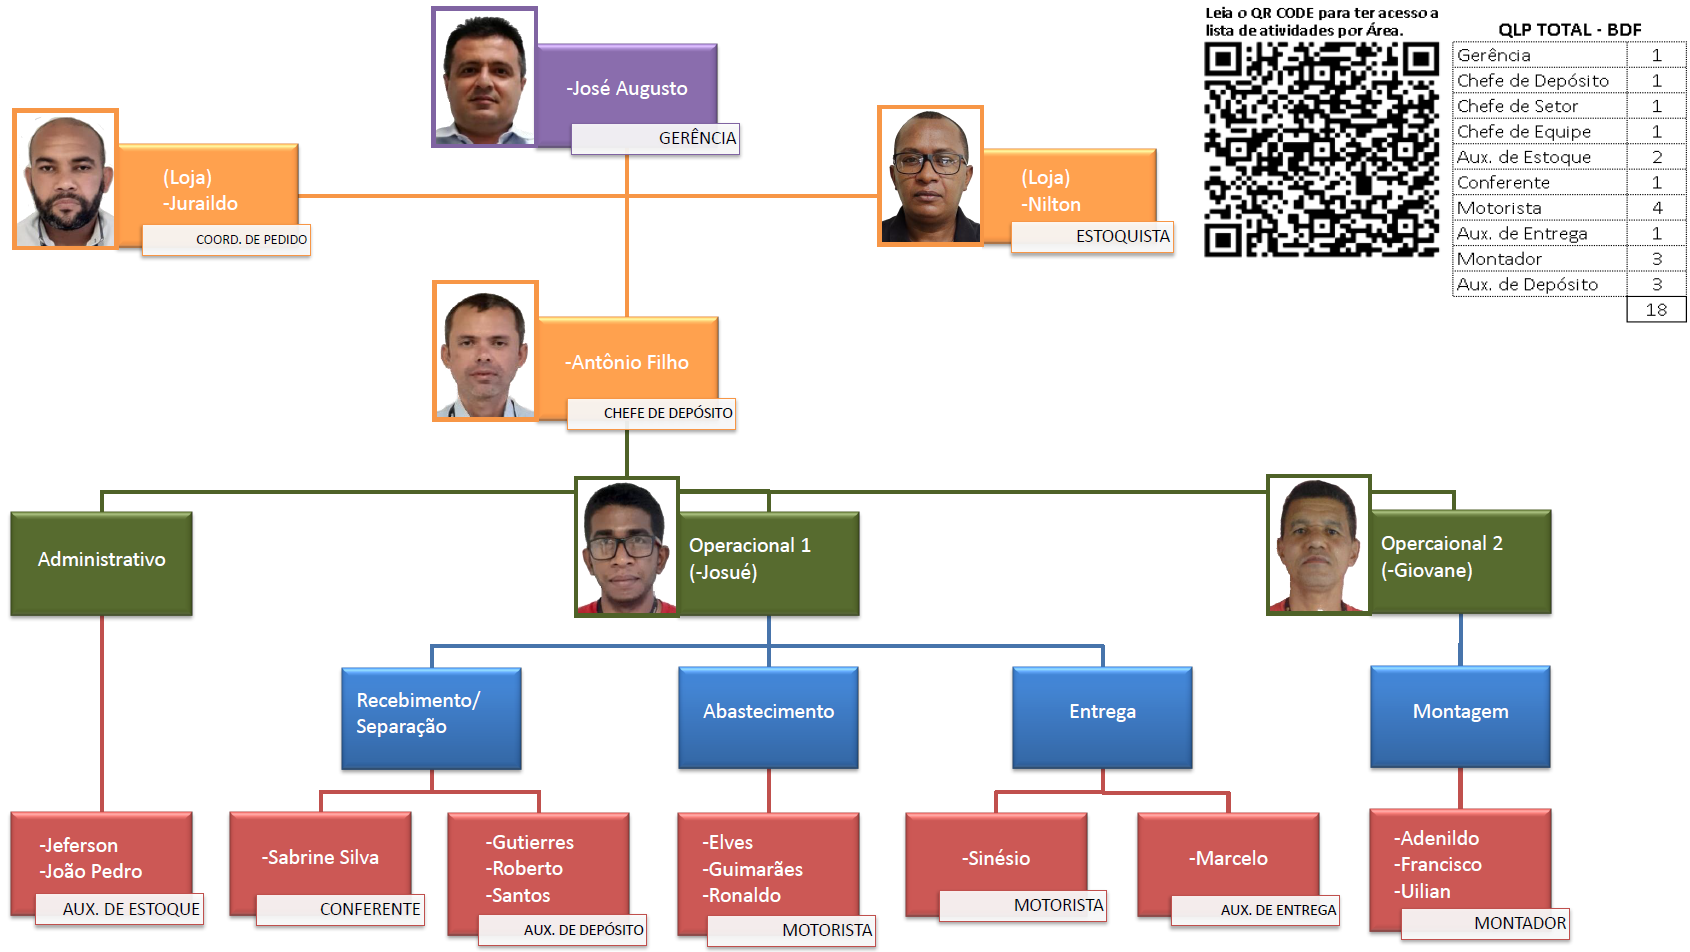 Leia o QR CODE para ter acesso a
lista de atividades por Área.
QLP TOTAL - BDF
Gerência 1
Chefe de Depósito 1
Chefe de Setor 1
Chefe de Equipe 1
Aux. de Estoque 2
Conferente 1
Motorista 4
Aux. de Entrega 1
Montador 3
Aux. de Depósito 3
18
-José Augusto
GERÊNCIA
(Loja)
-Juraildo
COORD. DE PEDIDO
(Loja)
-Nilton
ESTOQUISTA
-Antônio Filho
CHEFE DE DEPÓSITO
Administrativo
Operacional 1
(-Josué)
Opercaional 2
(-Giovane)
Recebimento/
Separação
Abastecimento
Entrega
Montagem
-Jeferson
-João Pedro
AUX. DE ESTOQUE
-Sabrine Silva
CONFERENTE
-Gutierres
-Roberto
-Santos
AUX. DE DEPÓSITO
-Elves
-Guimarães
-Ronaldo
MOTORISTA
-Sinésio
MOTORISTA
-Marcelo
AUX. DE ENTREGA
-Adenildo
-Francisco
-Uilian
MONTADOR